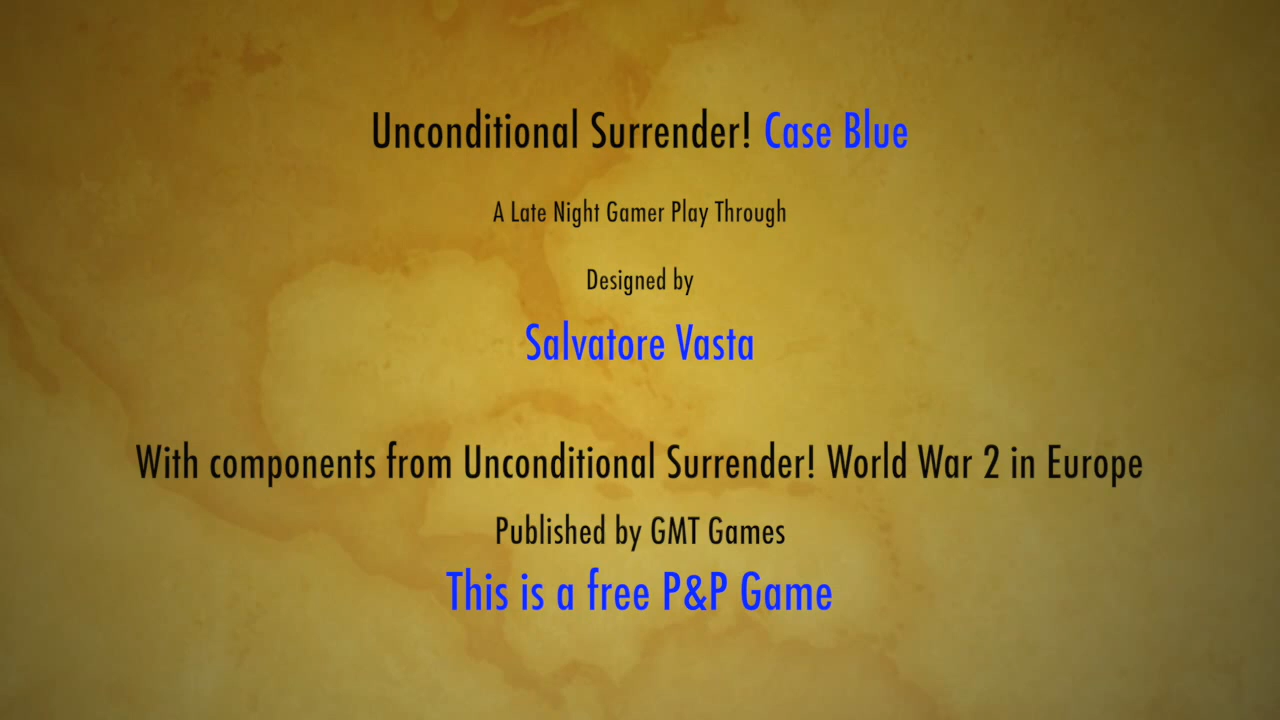 Unconditional Surrender! Case Blue
A Late Night Gamer Play Through
Designed by
Salvatore Vasta
With components from Unconditional Surrender! World War 2 in Europe
Published by GMT Games
This is a free P&P Game